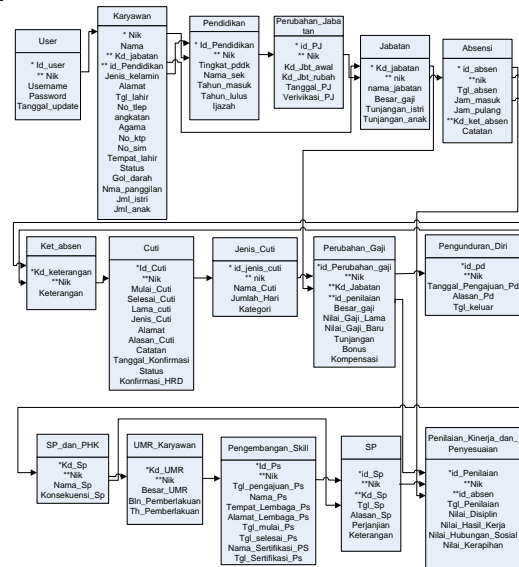 User
* Id_user
** Nik
Username
Password
Tanggal_update
Karyawan
* Nik
Nama
** Kd_jabatan
** id_Pendidikan
Jenis_kelamin
Alamat
Tgl_lahir
No_tlep
angkatan
Agama
No_ktp
No_sim
Tempat_lahir
Status
Gol_darah
Nma_panggilan
Jml_istri
Jml_anak
Pendidikan
* Id_Pendidikan
** Nik
Tingkat_pddk
Nama_sek
Tahun_masuk
Tahun_lulus
Ijazah
Perubahan_Jaba
tan
* id_PJ
** Nik
Kd_Jbt_awal
Kd_Jbt_rubah
Tanggal_PJ
Verivikasi_PJ
Jabatan
* Kd_jabatan
** nik
nama_jabatan
Besar_gaji
Tunjangan_istri
Tunjangan_anak
Absensi
* id_absen
**nik
Tgl_absen
Jam_masuk
Jam_pulang
**Kd_ket_absen
Catatan
Ket_absen
*Kd_keterangan
**Nik
Keterangan
Cuti
*Id_Cuti
**Nik
Mulai_Cuti
Selesai_Cuti
Lama_cuti
Jenis_Cuti
Alamat
Alasan_Cuti
Catatan
Tanggal_Konfirmasi
Status
Konfirmasi_HRD
Jenis_Cuti
* id_jenis_cuti
** nik
Nama_Cuti
Jumlah_Hari
Kategori
Perubahan_Gaji
*id_Perubahan_gaji
**Nik
**Kd_Jabatan
**id_penilaian
Besar_gaji
Nilai_Gaji_Lama
Nilai_Gaji_Baru
Tunjangan
Bonus
Kompensasi
Pengunduran_Diri
*id_pd
**Nik
Tanggal_Pengajuan_Pd
Alasan_Pd
Tgl_keluar
SP_dan_PHK
*Kd_Sp
**Nik
Nama_Sp
Konsekuensi_Sp
UMR_Karyawan
*Kd_UMR
**Nik
Besar_UMR
Bln_Pemberlakuan
Th_Pemberlakuan
Pengembangan_Skill
*Id_Ps
**Nik
Tgl_pengajuan_Ps
Nama_Ps
Tempat_Lembaga_Ps
Alamat_Lembaga_Ps
Tgl_mulai_Ps
Tgl_selesai_Ps
Nama_Sertifikasi_PS
Tgl_Sertifikasi_Ps
SP
*id_Sp
**Nik
**Kd_Sp
Tgl_Sp
Alasan_Sp
Perjanjian
Keterangan
Penilaian_Kinerja_dan_
Penyesuaian
*id_Penilaian
**Nik
**id_absen
Tgl_Penilaian
Nilai_Disiplin
Nilai_Hasil_Kerja
Nilai_Hubungan_Sosial
Nilai_Kerapihan